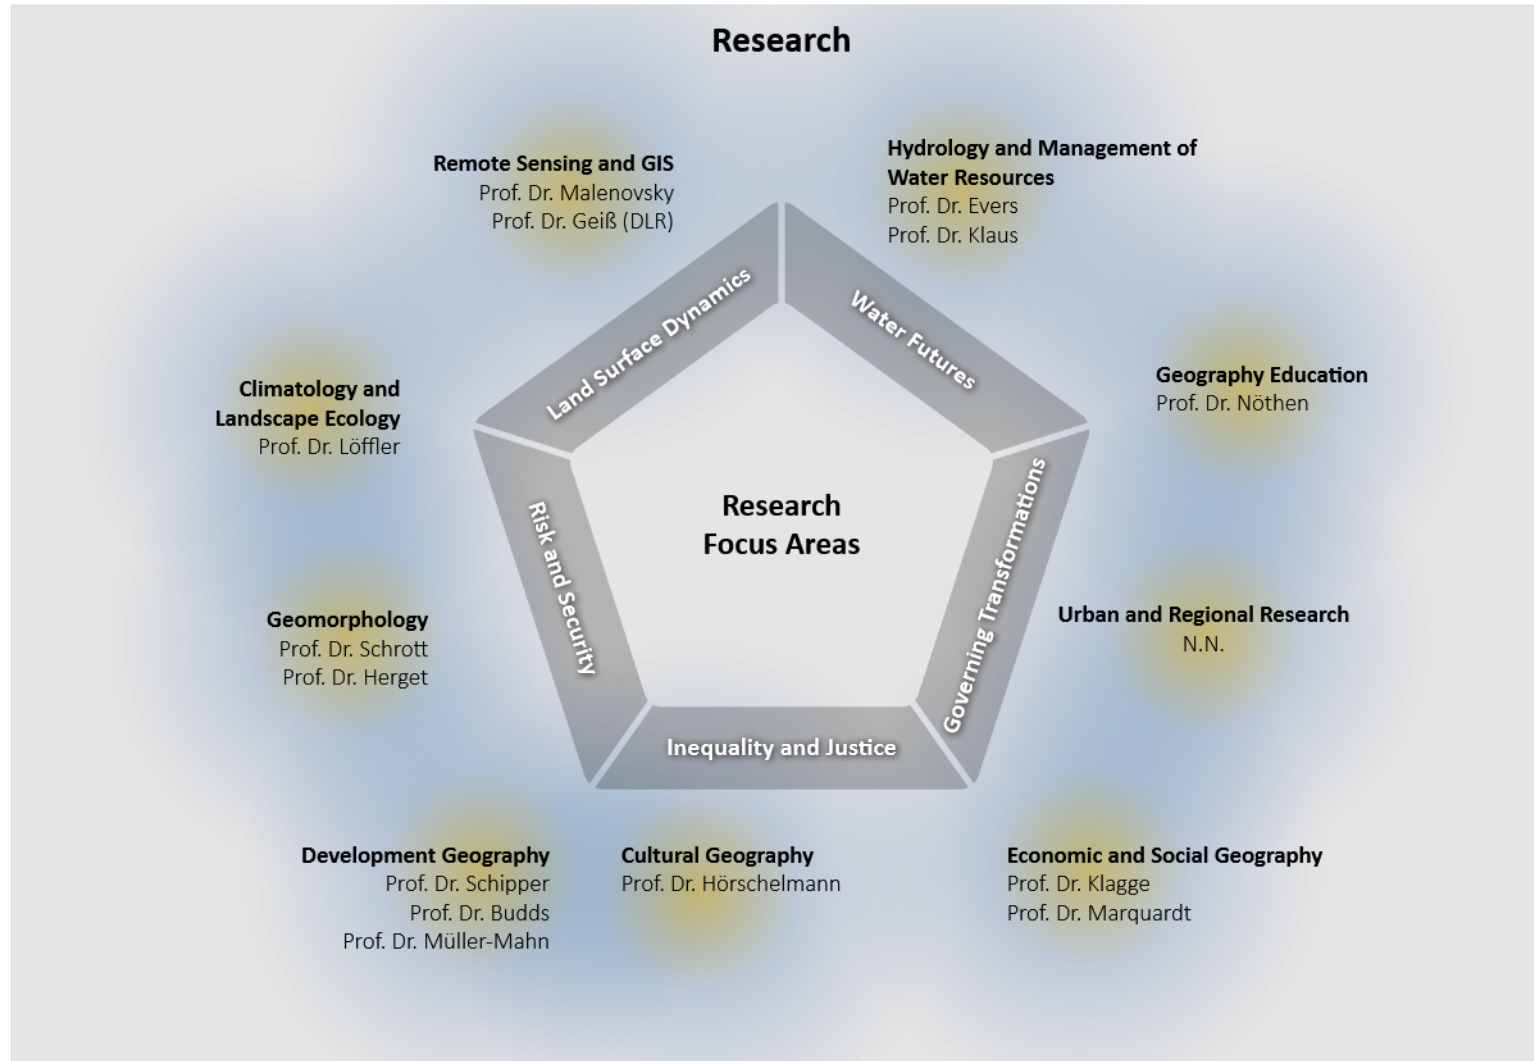 Research
Remote Sensing and GIS
Prof. Dr. Malenovsky
Prof. Dr. Geiß (DLR)
Hydrology and Management of
Water Resources
Prof. Dr. Evers
Prof. Dr. Klaus
Land Surface Dynamics
Water Futures
Climatology and
Landscape Ecology
Prof. Dr. Löffler
Geography Education
Prof. Dr. Nöthen
Research
Focus Areas
Risk and Security
Governing Transformations
Geomorphology
Prof. Dr. Schrott
Prof. Dr. Herget
Urban and Regional Research
N.N.
Inequality and Justice
Development Geography
Prof. Dr. Schipper
Prof. Dr. Budds
Prof. Dr. Müller-Mahn
Cultural Geography
Prof. Dr. Hörschelmann
Economic and Social Geography
Prof. Dr. Klagge
Prof. Dr. Marquardt